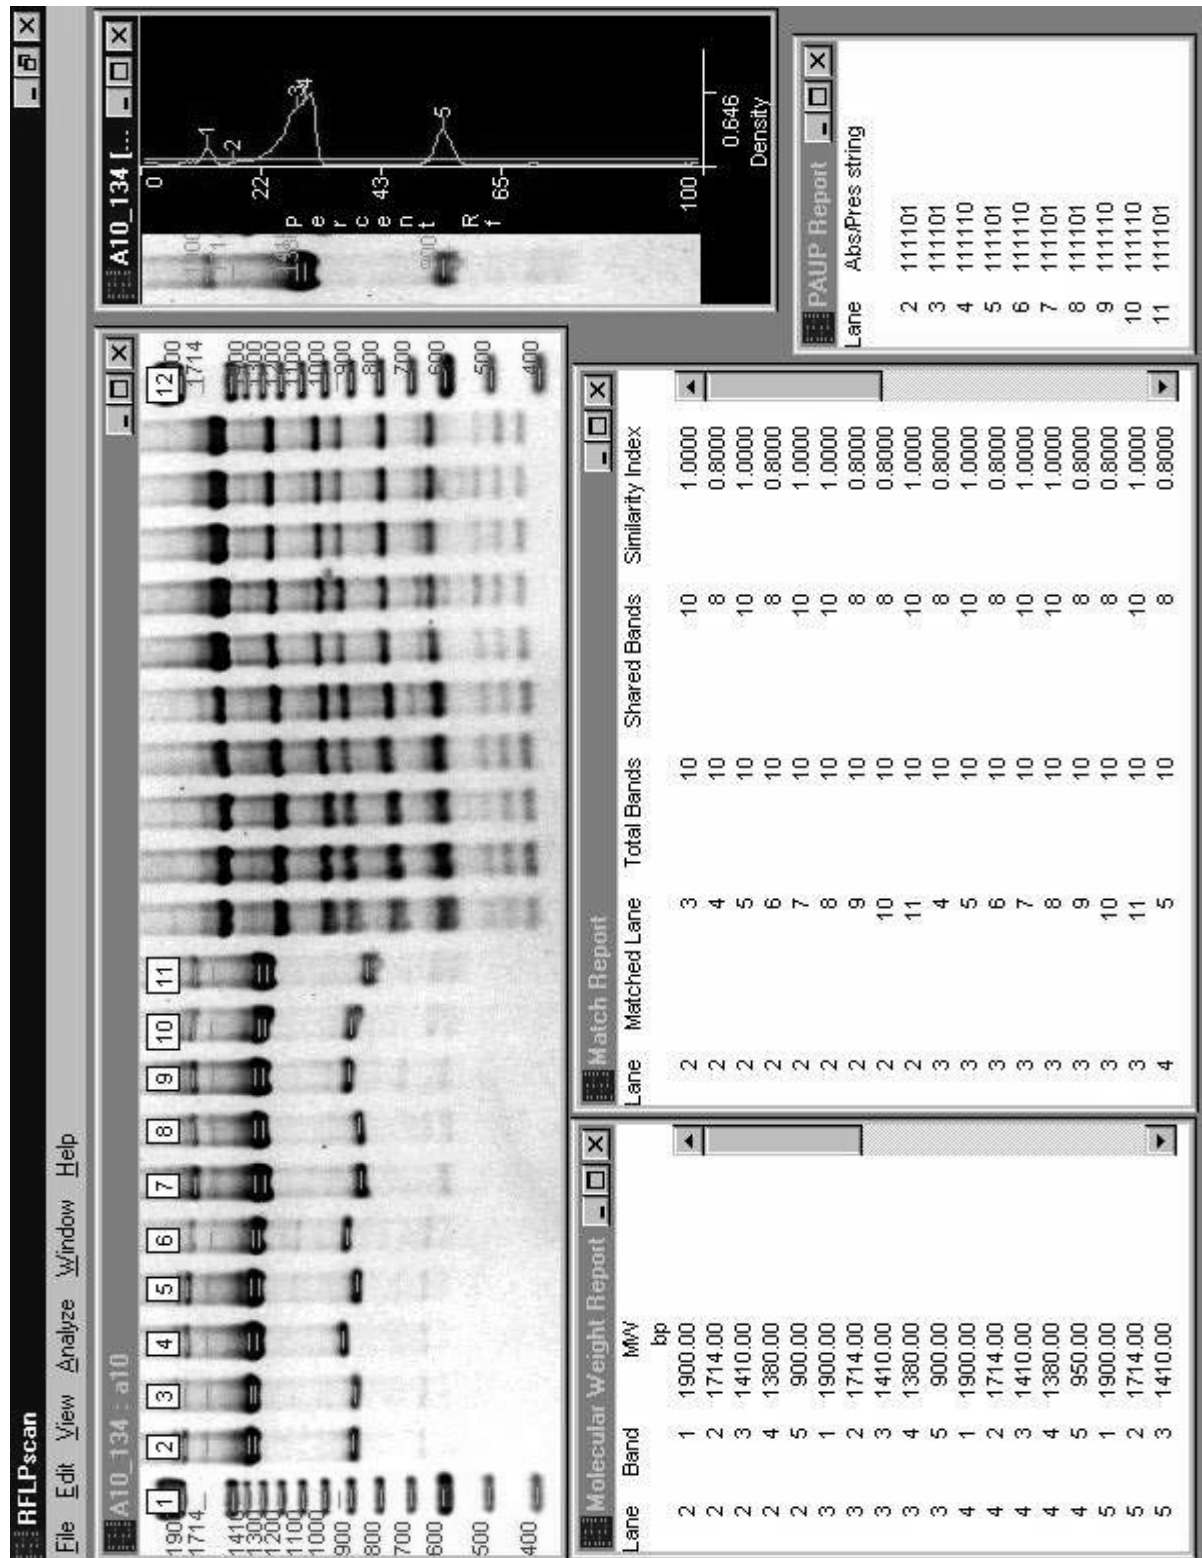 RFLPscan
File Edit View Analyze Window Help
A10_134 : a10
1 2 3 4 5 6 7 8 9 10 11 12
1714
1410
1300
1200
1100
1000
900
800
700
600
500
400
1714
1000
900
800
700
600
500
400
A10_134 [...
0
22
43
65
100
Percent Rf
1
2
3
4
5
0.646
Density
Molecular Weight Report
Lane Band MW
bp
2 1 1900.00
2 2 1714.00
2 3 1410.00
2 4 1380.00
2 5 900.00
3 1 1900.00
3 2 1714.00
3 3 1410.00
3 4 1380.00
3 5 900.00
4 1 1900.00
4 2 1714.00
4 3 1410.00
4 4 1380.00
4 5 950.00
5 1 1900.00
5 2 1714.00
5 3 1410.00
Match Report
Lane Matched Lane Total Bands Shared Bands Similarity Index
2 3 10 10 1.0000
2 4 10 8 0.8000
2 5 10 10 1.0000
2 6 10 8 0.8000
2 7 10 10 1.0000
2 8 10 10 1.0000
2 9 10 8 0.8000
2 10 10 8 0.8000
2 11 10 10 1.0000
3 4 10 8 0.8000
3 5 10 10 1.0000
3 6 10 8 0.8000
3 7 10 10 1.0000
3 8 10 10 1.0000
3 9 10 8 0.8000
3 10 10 8 0.8000
3 11 10 10 1.0000
4 5 10 8 0.8000
PAUP Report
Lane Abs/Pres string
2 111101
3 111101
4 111110
5 111101
6 111110
7 111101
8 111101
9 111110
10 111110
11 111101